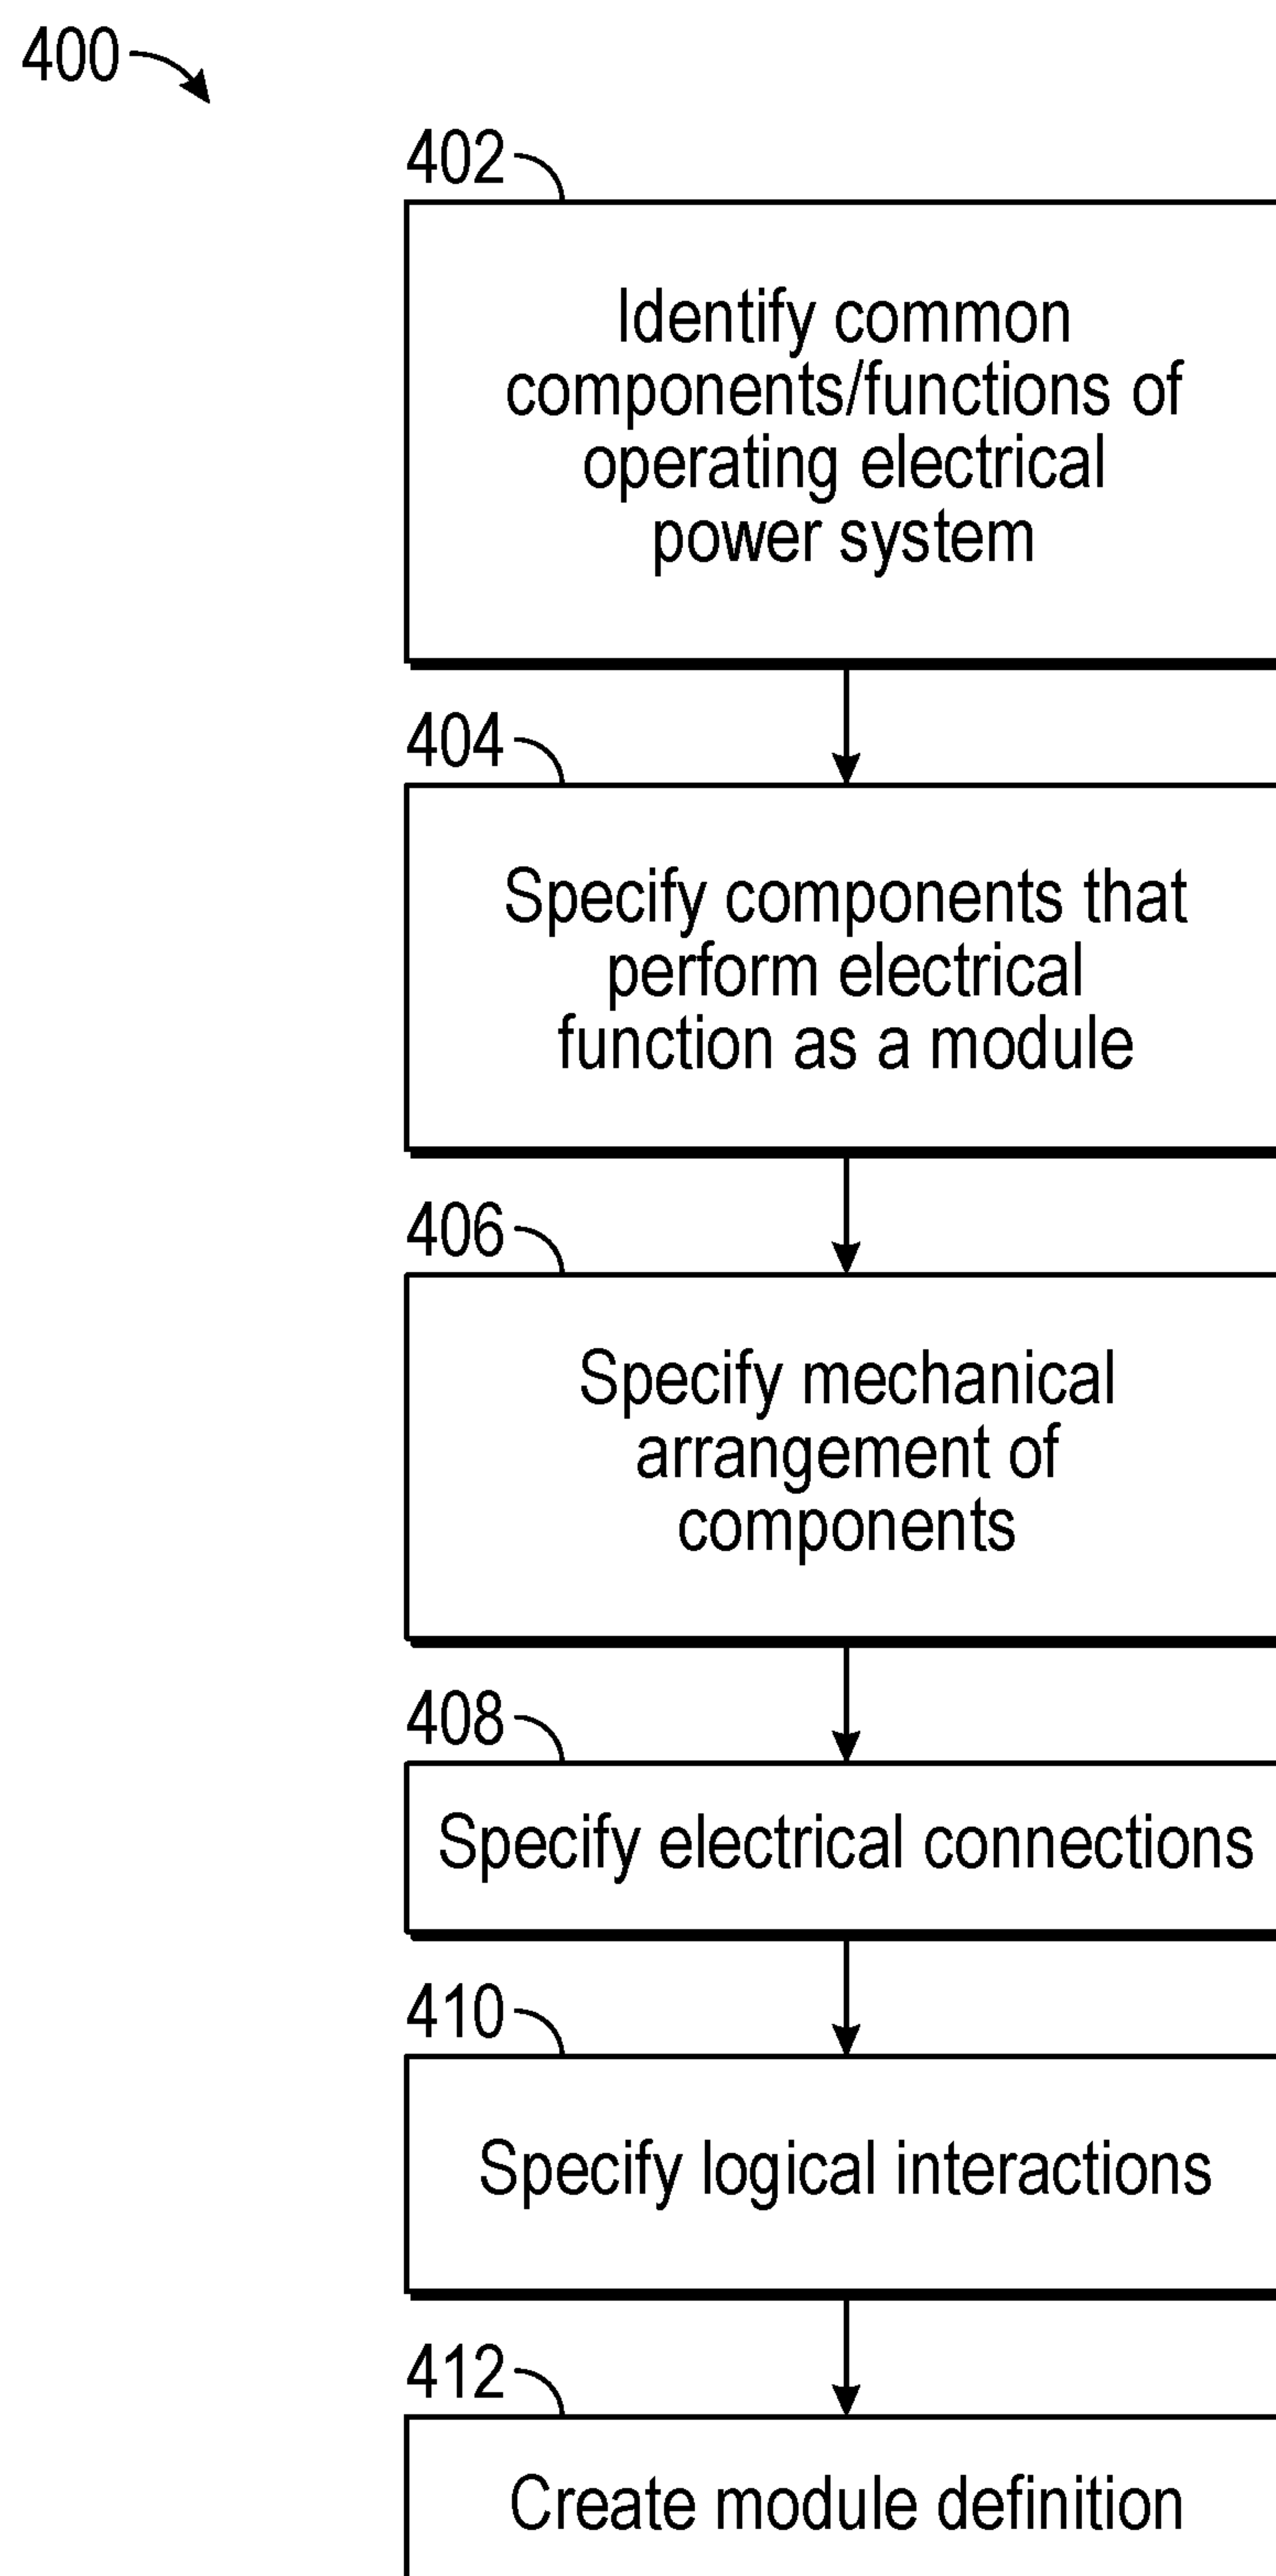 400
402
Identify common
components/functions of
operating electrical
power system
404
Specify components that
perform electrical
function as a module
406
Specify mechanical
arrangement of
components
408
Specify electrical connections
410
Specify logical interactions
412
Create module definition